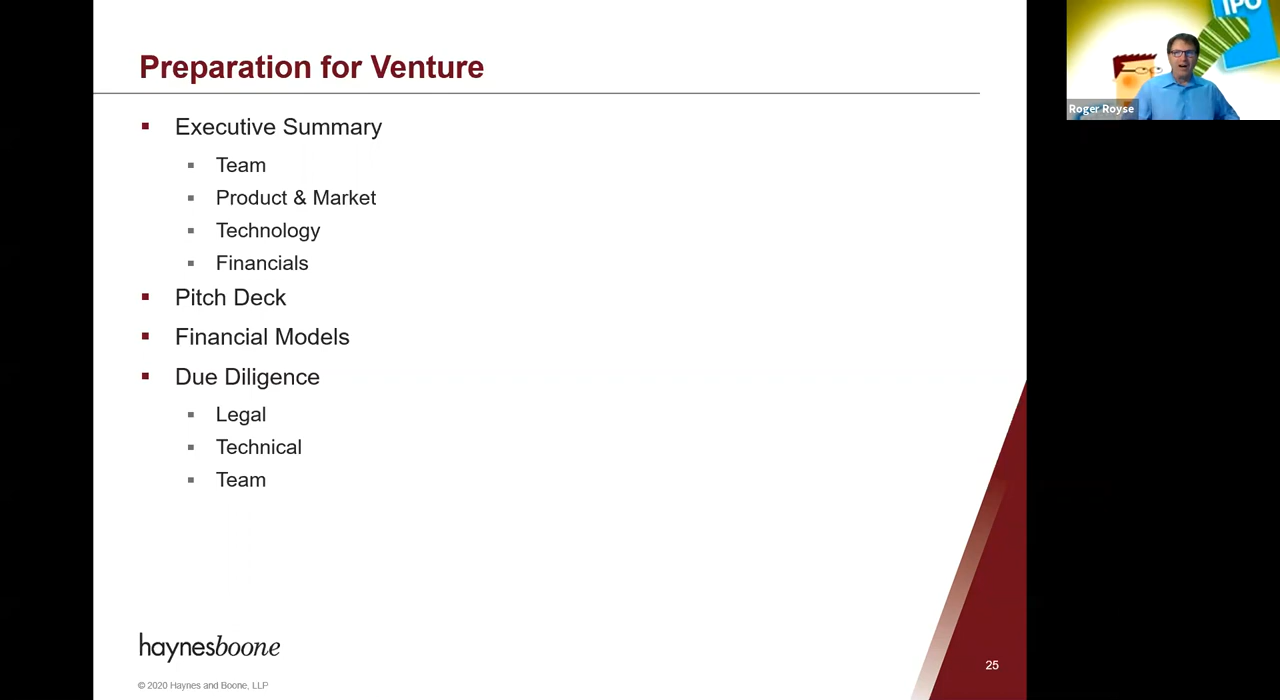 Preparation for Venture
Executive Summary
Team
Product & Market
Technology
Financials
Pitch Deck
Financial Models
Due Diligence
Legal
Technical
Team
haynesboone
© 2020 Haynes and Boone, LLP
25
IPO
Roger Royse